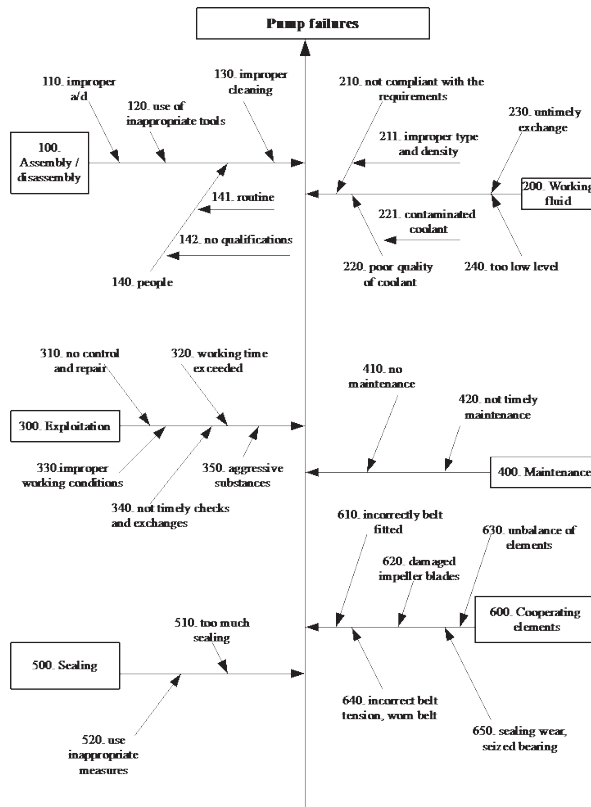 Pump failures
110. improper
a/d
120. use of
inappropriate tools
130. improper
cleaning
100.
Assembly /
disassembly
141. routine
142. no qualifications
140. people
210. not compliant with the
requirements
211. improper type
and density
230. untimely
exchange
200. Working
fluid
221. contaminated
coolant
220. poor quality
of coolant
240. too low level
310. no control
and repair
320. working time
exceeded
300. Exploitation
330.improper
working conditions
350. aggressive
substances
340. not timely checks
and exchanges
410. no
maintenance
420. not timely
maintenance
400. Maintenance
610. incorrectly belt
fitted
620. damaged
impeller blades
630. unbalance of
elements
600. Cooperating
elements
640. incorrect belt
tension, worn belt
650. sealing wear,
seized bearing
510. too much
sealing
500. Sealing
520. use
inappropriate
measures